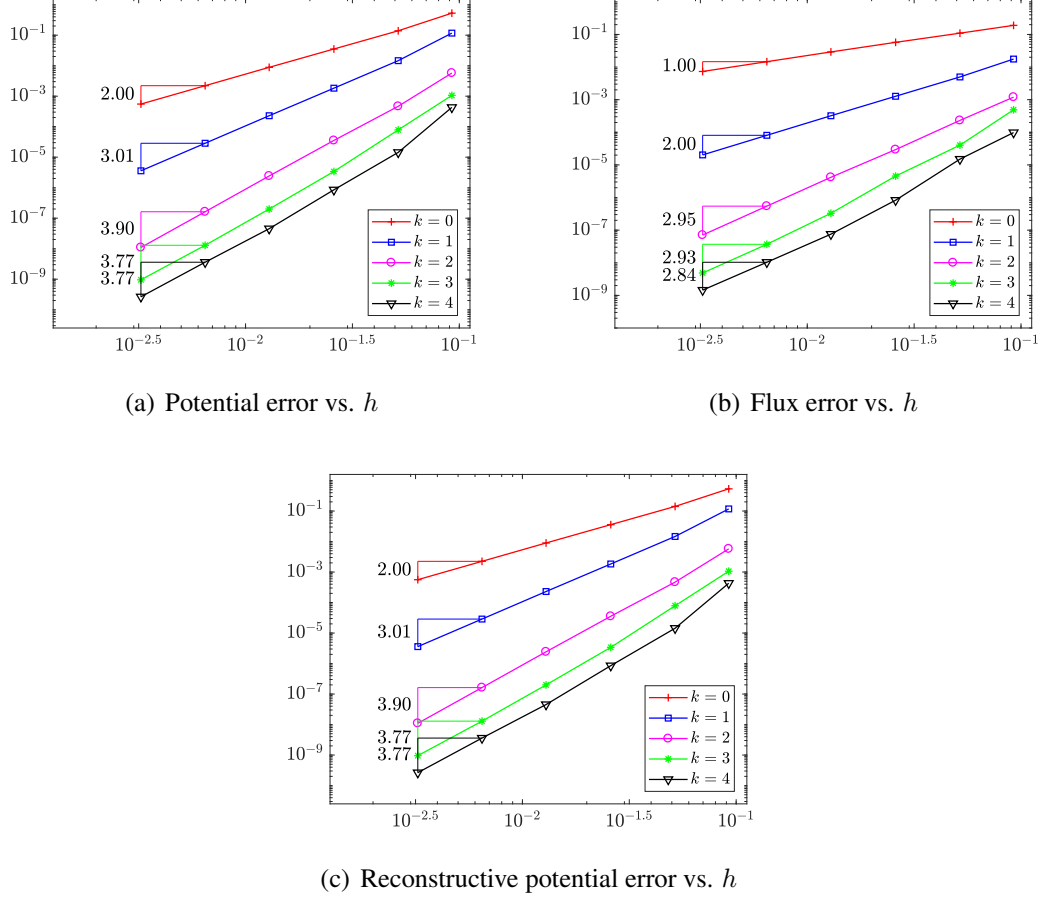 10^{-1}
10^{-3}
10^{-5}
10^{-7}
10^{-9}
2.00
3.01
3.90
3.77
3.77
k = 0
k = 1
k = 2
k = 3
k = 4
10^{-2.5} 10^{-2} 10^{-1.5} 10^{-1}
(a) Potential error vs. h
10^{-1}
10^{-3}
10^{-5}
10^{-7}
10^{-9}
1.00
2.00
2.95
2.93
2.84
k = 0
k = 1
k = 2
k = 3
k = 4
10^{-2.5} 10^{-2} 10^{-1.5} 10^{-1}
(b) Flux error vs. h
10^{-1}
10^{-3}
10^{-5}
10^{-7}
10^{-9}
2.00
3.01
3.90
3.77
3.77
k = 0
k = 1
k = 2
k = 3
k = 4
10^{-2.5} 10^{-2} 10^{-1.5} 10^{-1}
(c) Reconstructive potential error vs. h